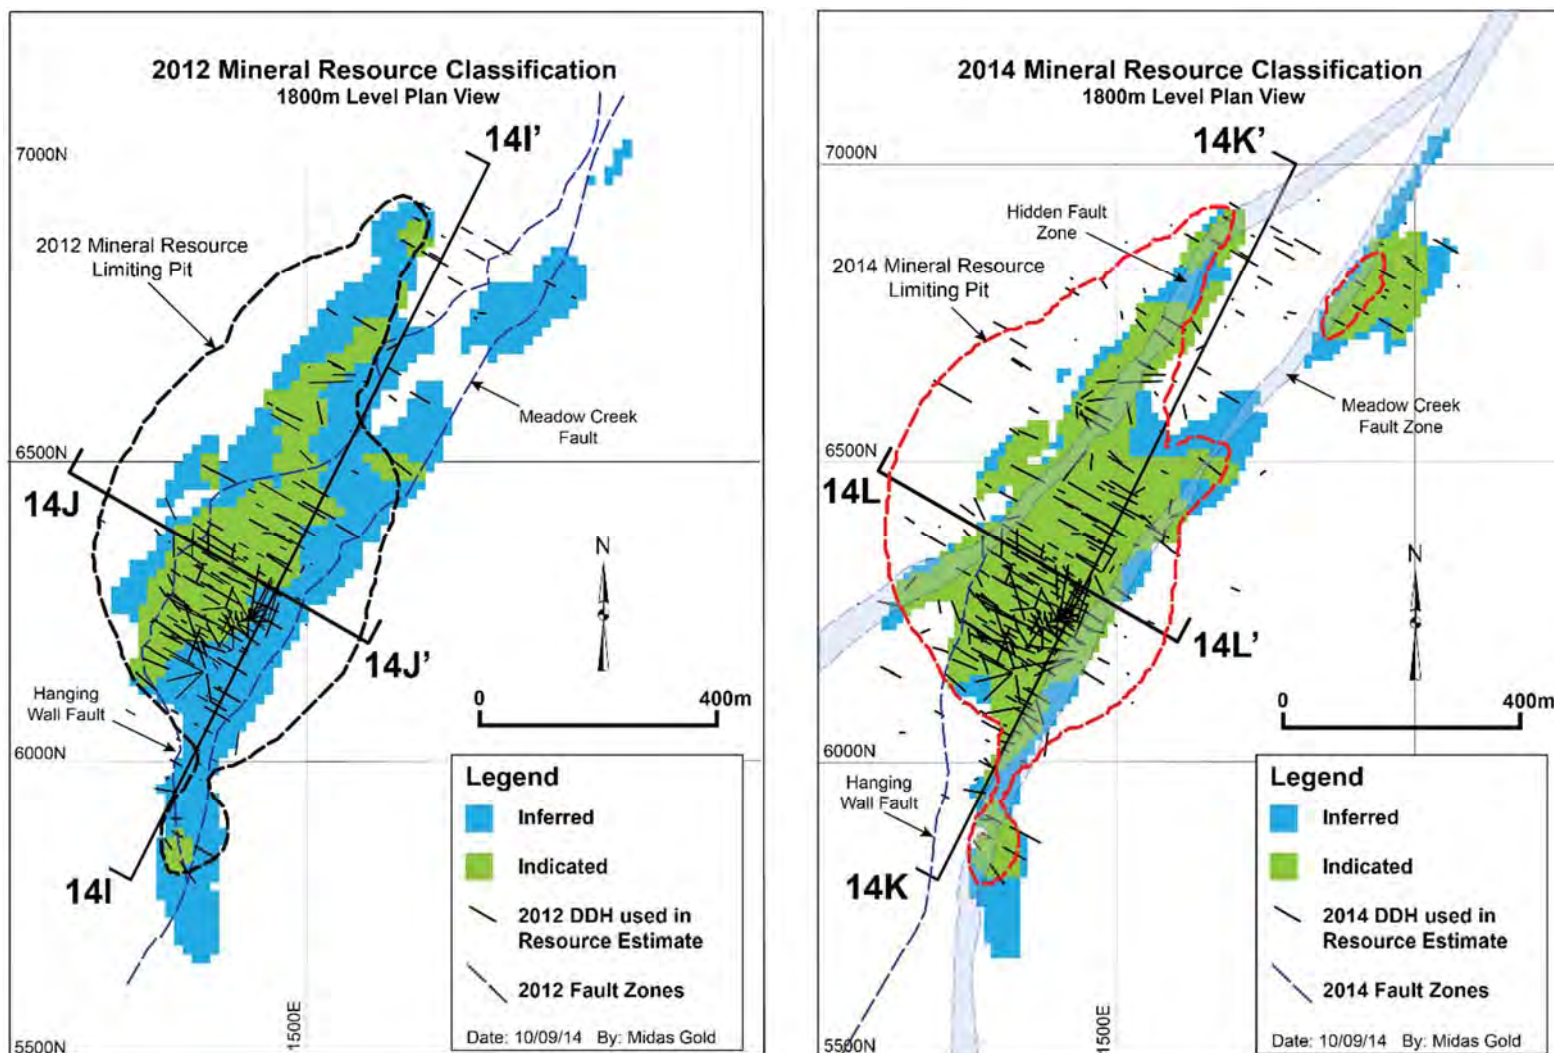 2012 Mineral Resource Classification
1800m Level Plan View
14I’
7000N
2012 Mineral Resource
Limiting Pit
Meadow Creek
Fault
6500N
14J
14J’
N
0 400m
Hanging
Wall Fault
6000N
14I
Legend
Inferred
Indicated
2012 DDH used in
Resource Estimate
2012 Fault Zones
Date: 10/09/14 By: Midas Gold
1500E
5500N
2014 Mineral Resource Classification
1800m Level Plan View
14K’
7000N
Hidden Fault
Zone
2014 Mineral Resource
Limiting Pit
Meadow Creek
Fault Zone
6500N
14L
14L’
N
0 400m
6000N
Hanging
Wall Fault
14K
Legend
Inferred
Indicated
2014 DDH used in
Resource Estimate
2014 Fault Zones
Date: 10/09/14 By: Midas Gold
1500E
5500N